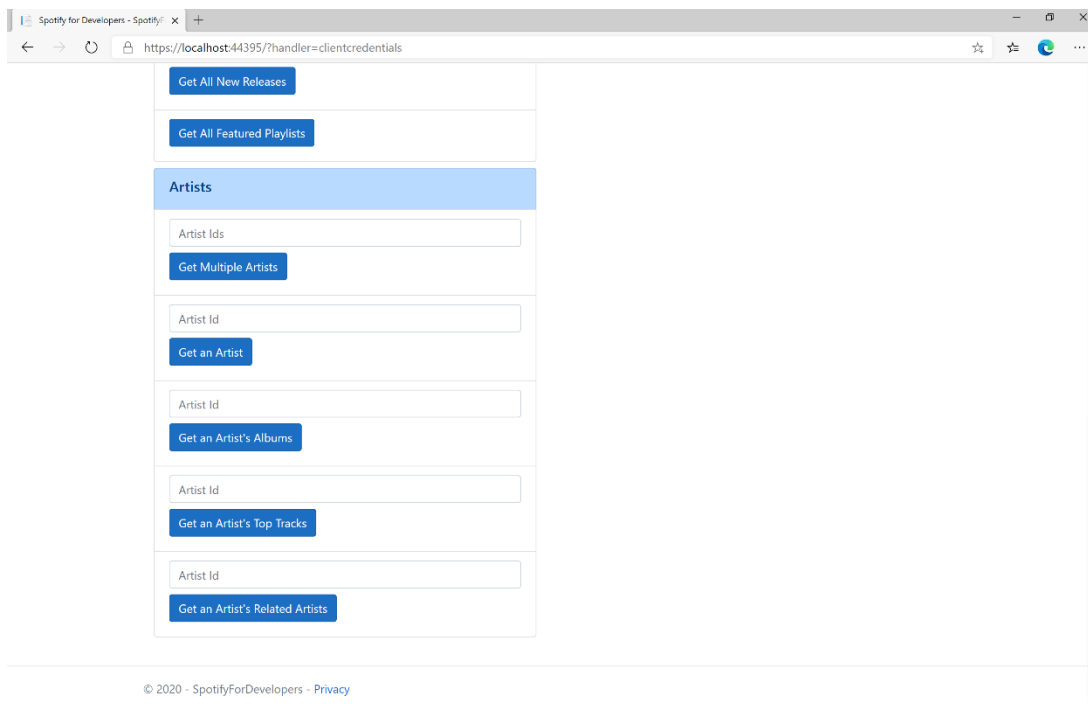 Spotify for Developers - Spotify
https://localhost:44395/?handler=clientcredentials
Get All New Releases
Get All Featured Playlists
Artists
Artist Ids
Get Multiple Artists
Artist Id
Get an Artist
Artist Id
Get an Artist's Albums
Artist Id
Get an Artist's Top Tracks
Artist Id
Get an Artist's Related Artists
© 2020 - SpotifyForDevelopers - Privacy